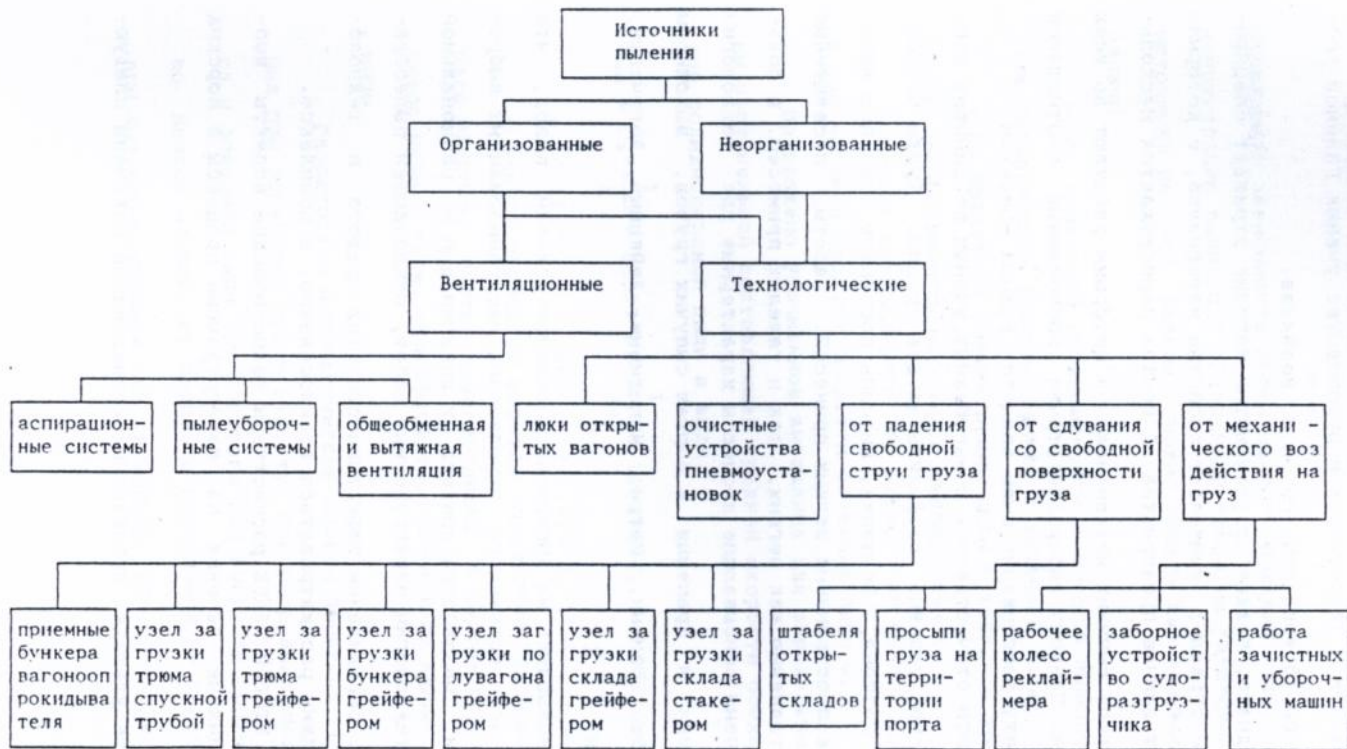 Источники
пыления
Организованные
Неорганизованные
Вентиляционные
Технологические
аспирацион-
ные системы
пылеубороч-
ные системы
общеобменная
и вытяжная
вентиляция
люки откры-
тых вагонов
очистные
устройства
пневмоуста-
новок
от падения
свободной
струи груза
от сдувания
со свободной
поверхности
груза
от механи -
ческого воз
действия на
груз
приемные
бункера
вагонооп
рокидыва
теля
узел за
грузки
трюма
спускной
трубой
узел за
грузки
трюма
грейфе-
ром
узел за
грузки
бункера
грейфе-
ром
узел заг
рузки по
лувагона
грейфе-
ром
узел за
грузки
склада
грейфе-
ром
узел за
грузки
склада
стаке-
ром
штабеля
откры-
тых
складов
просыпи
груза на
терри-
тории
порта
рабочее
колесо
реклай-
мера
заборное
устройст
во судо-
разгруз-
чика
работа
зачистных
и убороч-
ных машин